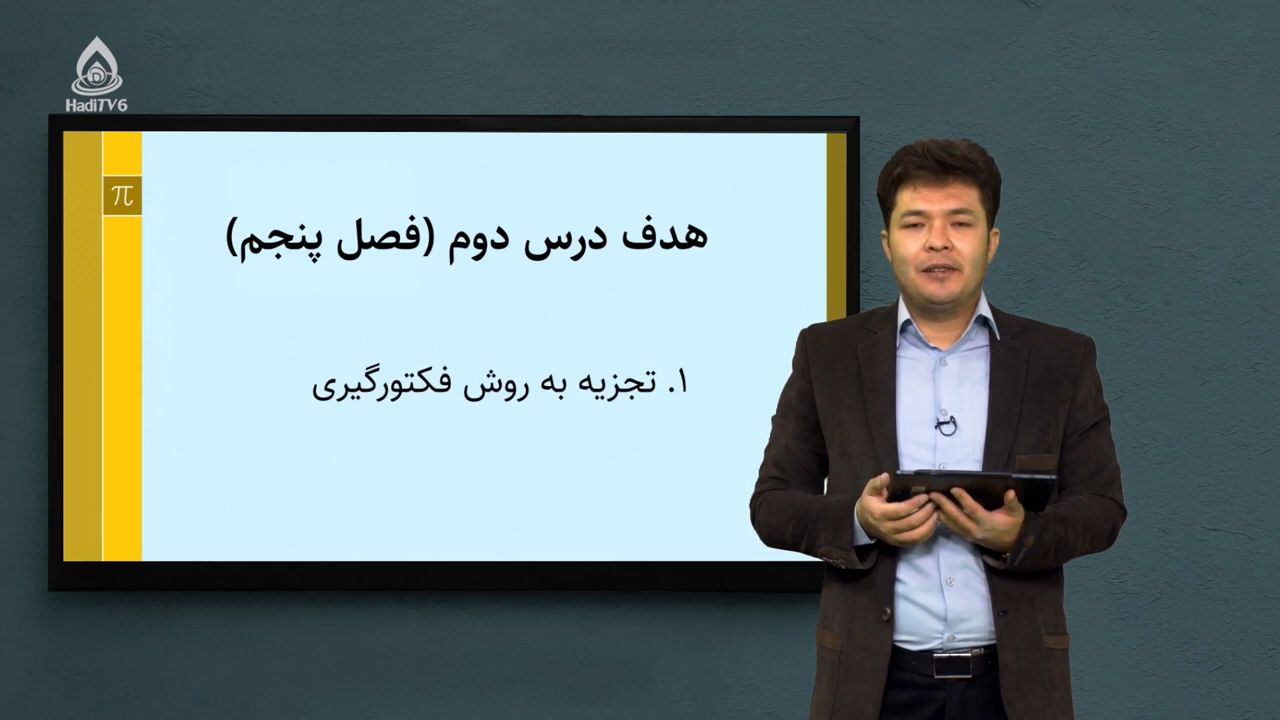 HadiTV6
π
هدف درس دوم (فصل پنجم)
۱. تجزیه به روش فکتورگیری